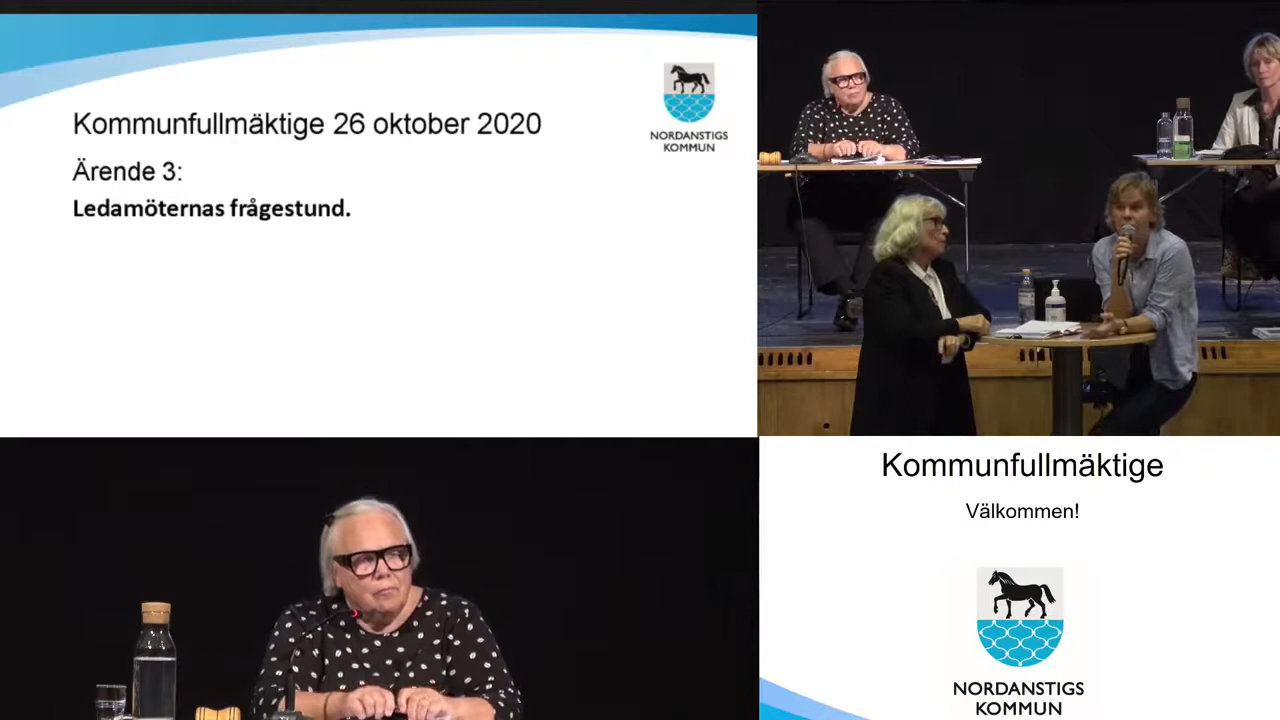 Kommunfullmäktige 26 oktober 2020
Ärende 3:
Ledamöternas frågestund.
NORDANSTIGS
KOMMUN
Kommunfullmäktige
Välkommen!
NORDANSTIGS
KOMMUN